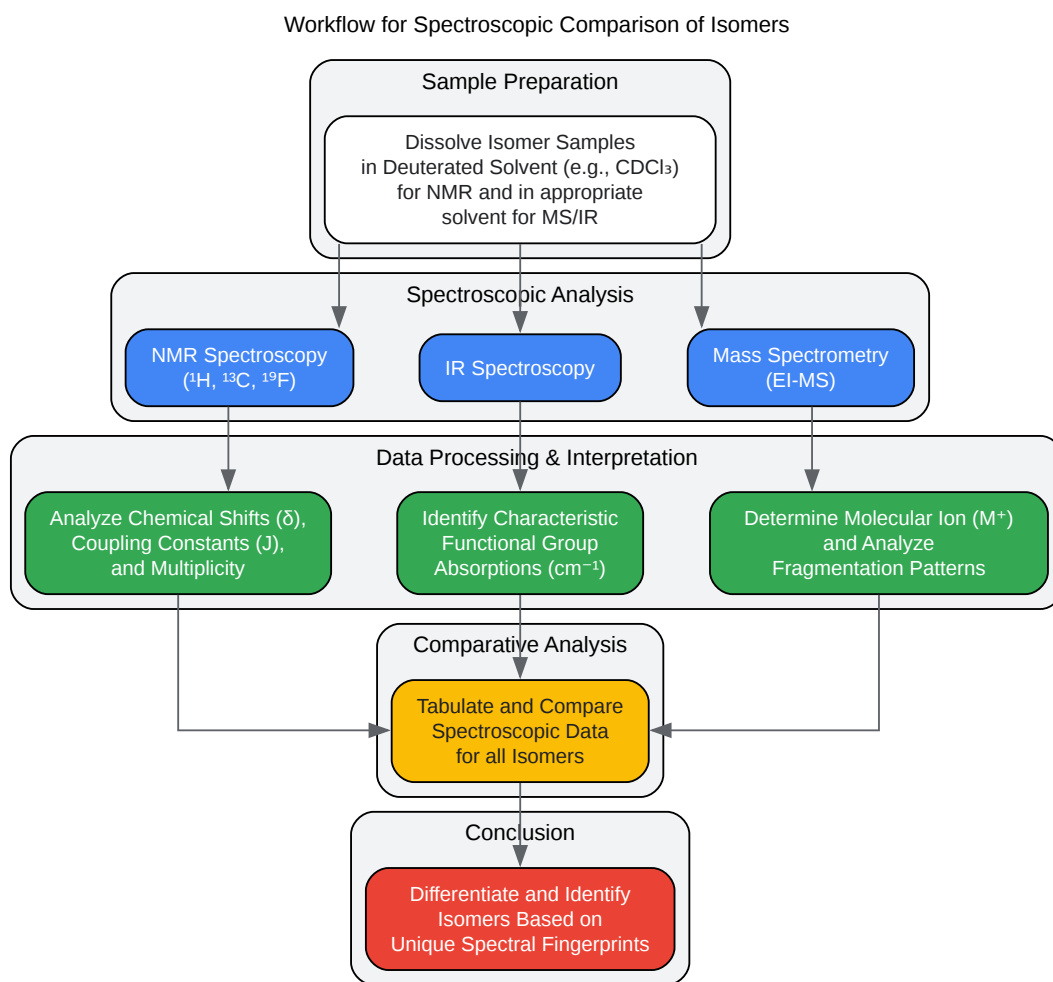 Workflow for Spectroscopic Comparison of Isomers
Sample Preparation
Dissolve Isomer Samples
in Deuterated Solvent (e.g., CDCl₃)
for NMR and in appropriate
solvent for MS/IR
Spectroscopic Analysis
NMR Spectroscopy
(¹H, ¹³C, ¹⁹F)
IR Spectroscopy
Mass Spectrometry
(EI-MS)
Data Processing & Interpretation
Analyze Chemical Shifts (δ),
Coupling Constants (J),
and Multiplicity
Identify Characteristic
Functional Group
Absorptions (cm⁻¹)
Determine Molecular Ion (M⁺)
and Analyze
Fragmentation Patterns
Comparative Analysis
Tabulate and Compare
Spectroscopic Data
for all Isomers
Conclusion
Differentiate and Identify
Isomers Based on
Unique Spectral Fingerprints